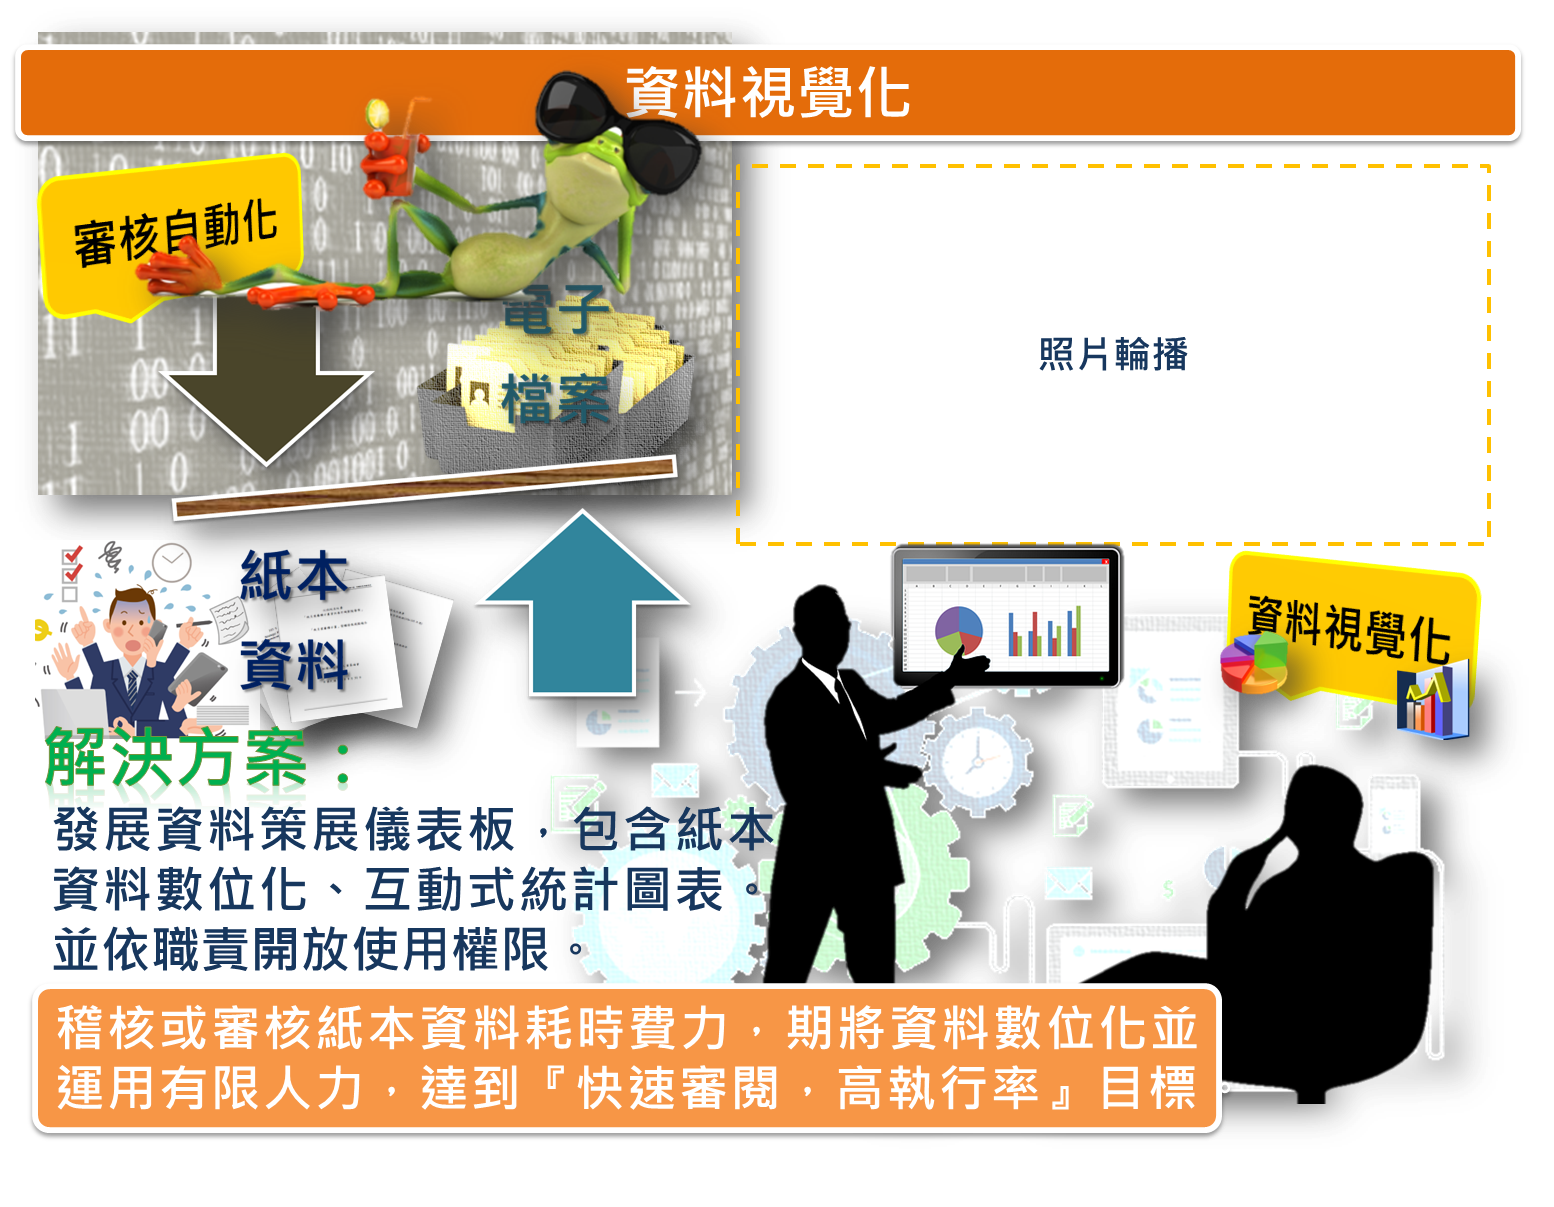 資料視覺化
審核自動化
電子
檔案
照片輪播
紙本
資料
資料視覺化
解決方案：
發展資料策展儀表板，包含紙本
資料數位化、互動式統計圖表。
並依職責開放使用權限。
稽核或審核紙本資料耗時費力，期將資料數位化並
運用有限人力，達到『快速審閱，高執行率』目標